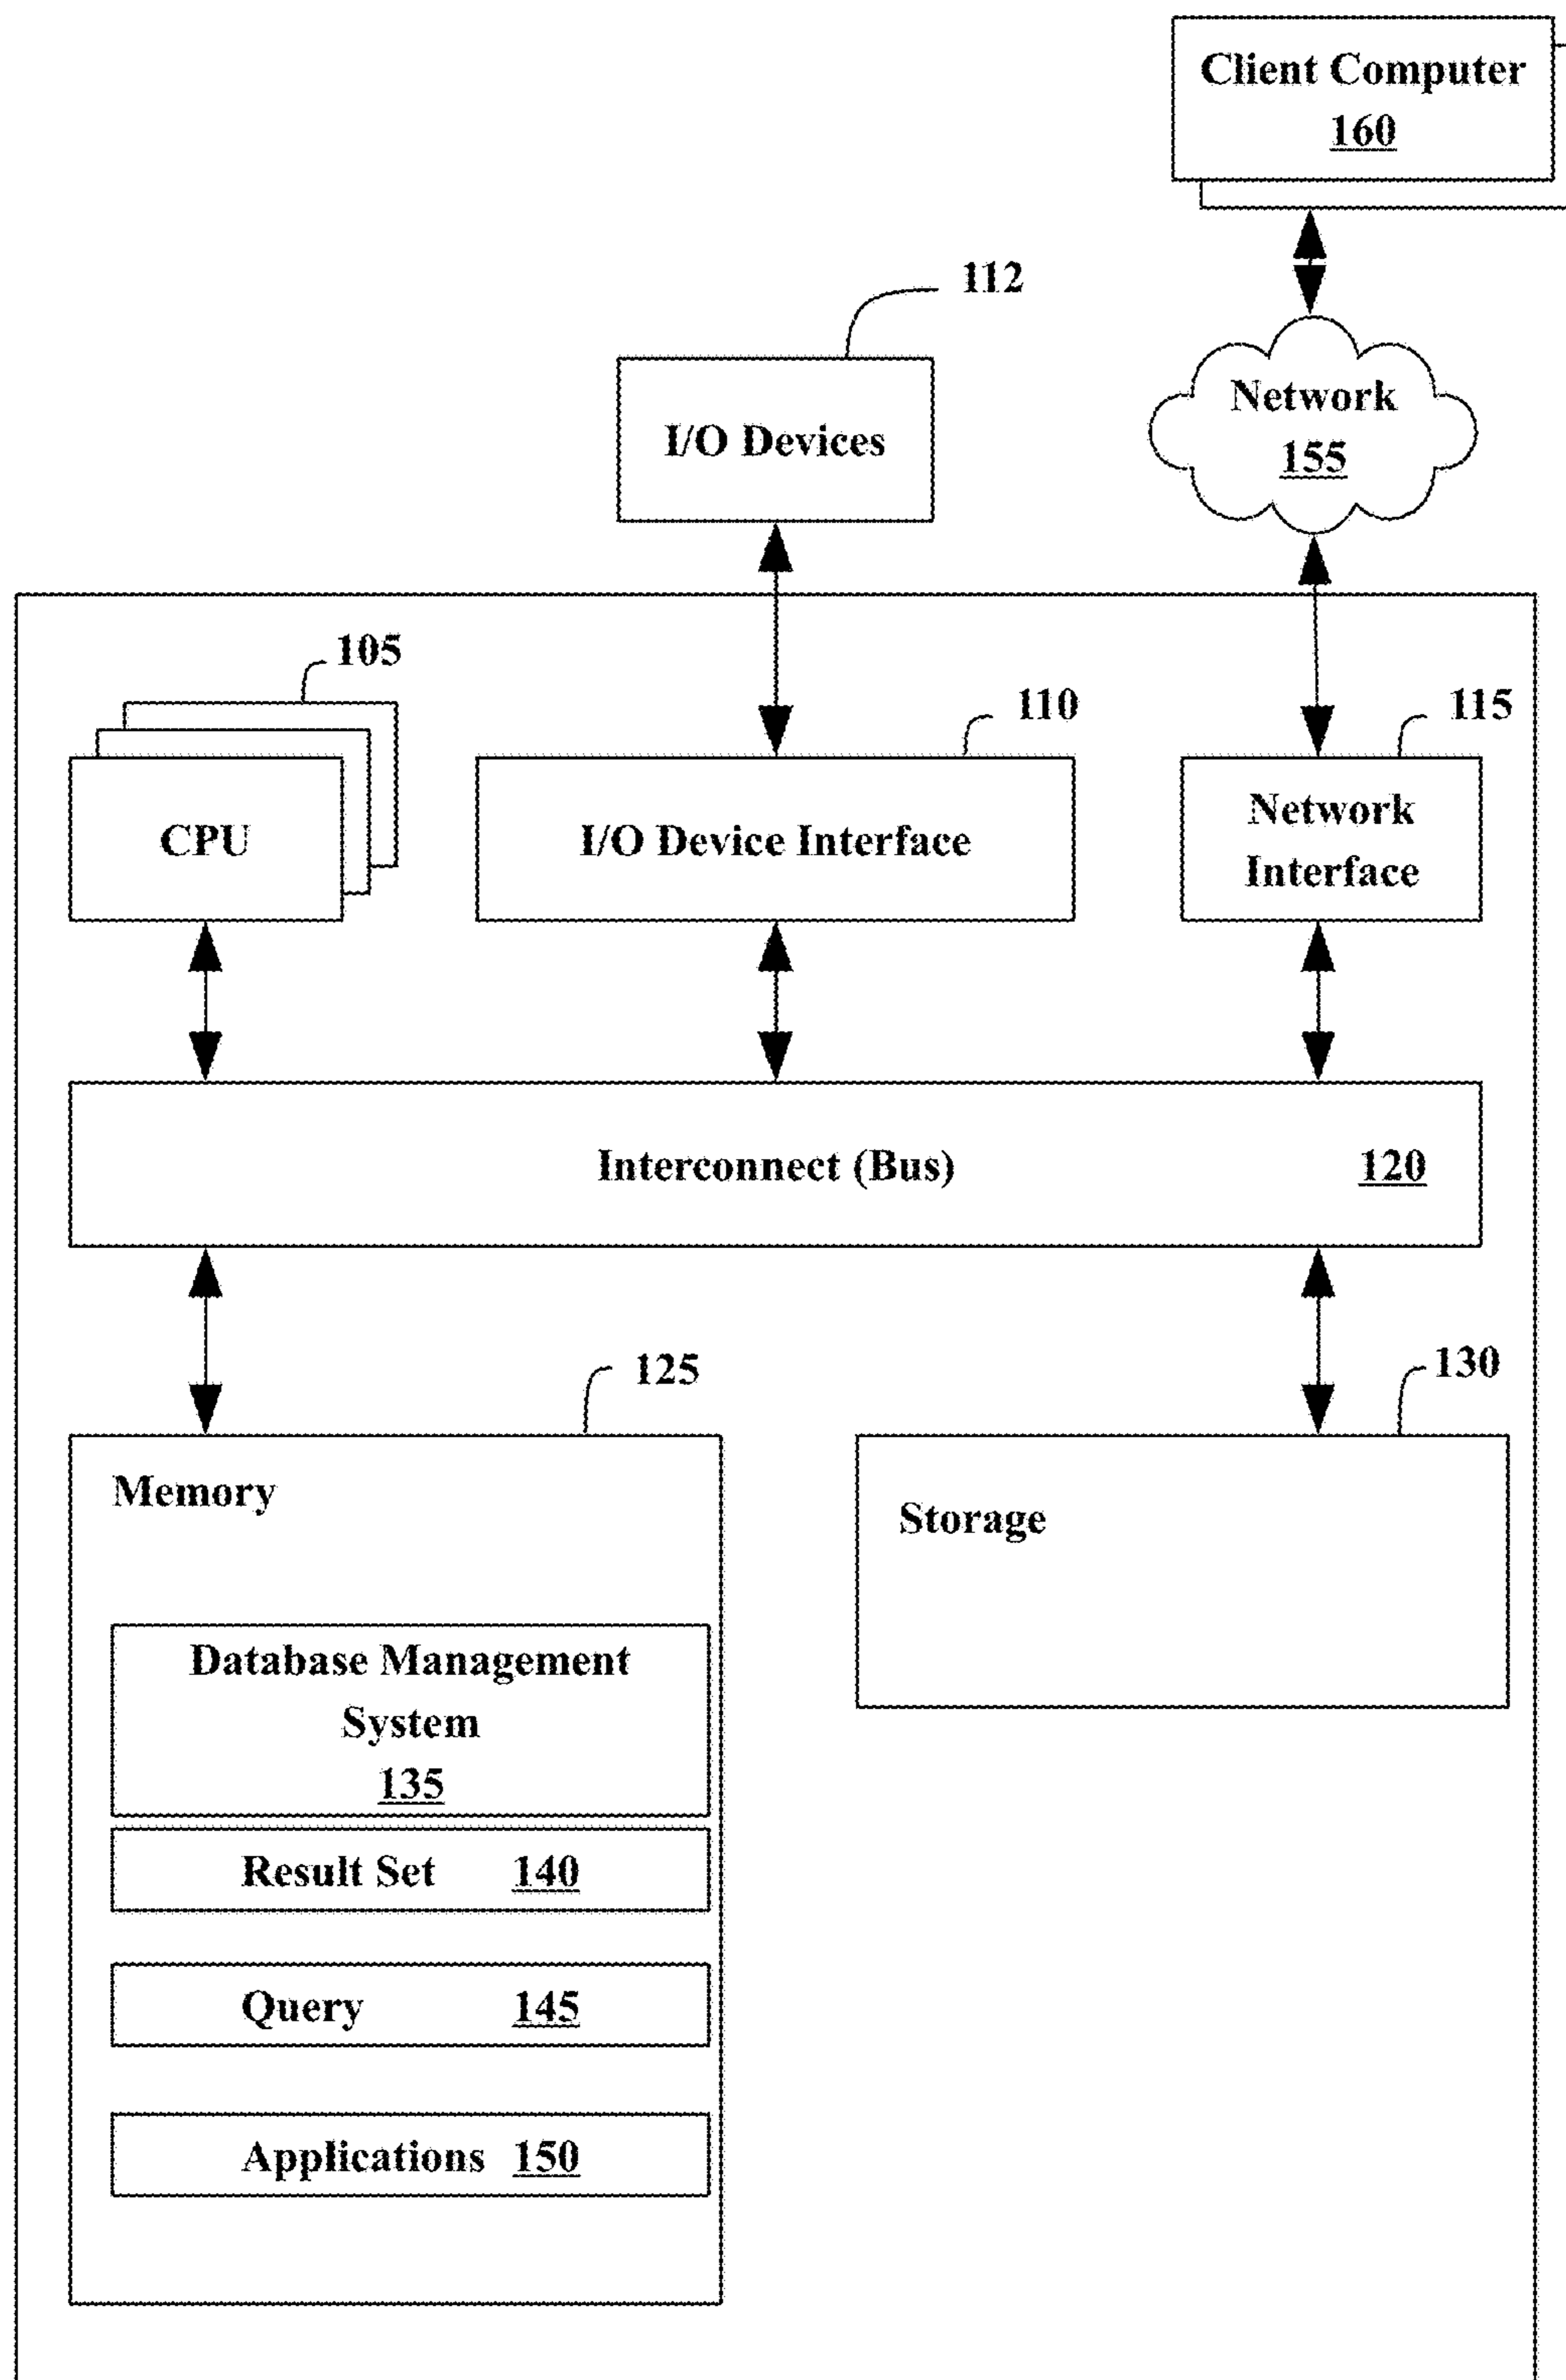 Client Computer
160
112
I/O Devices
Network
155
105
110
115
CPU
I/O Device Interface
Network
Interface
Interconnect (Bus) 120
125
130
Memory
Storage
Database Management
System
135
Result Set 140
Query 145
Applications 150